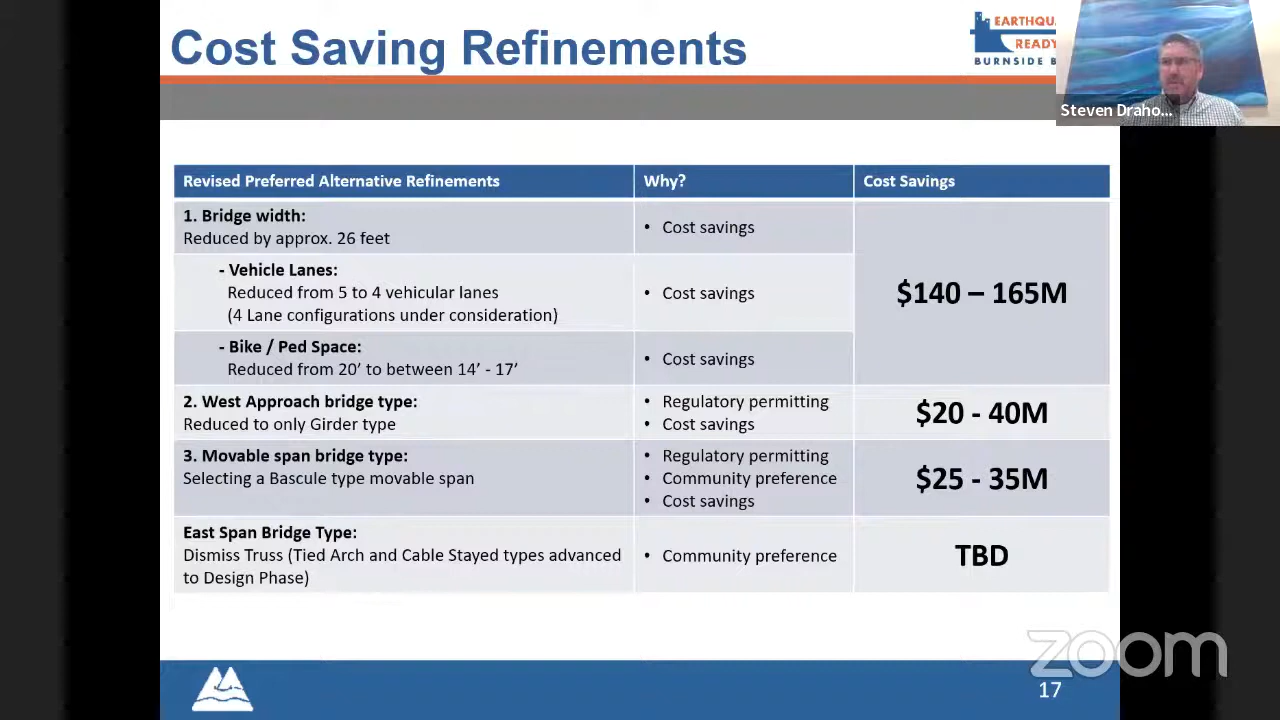 Cost Saving Refinements
EARTHQUA
READY
BURNSIDE B
Steven Draho...
Revised Preferred Alternative Refinements
Why?
Cost Savings
1. Bridge width:
Reduced by approx. 26 feet
• Cost savings
- Vehicle Lanes:
Reduced from 5 to 4 vehicular lanes
(4 Lane configurations under consideration)
• Cost savings
- Bike / Ped Space:
Reduced from 20’ to between 14’ - 17’
• Cost savings
$140 – 165M
2. West Approach bridge type:
Reduced to only Girder type
• Regulatory permitting
• Cost savings
$20 - 40M
3. Movable span bridge type:
Selecting a Bascule type movable span
• Regulatory permitting
• Community preference
• Cost savings
$25 - 35M
East Span Bridge Type:
Dismiss Truss (Tied Arch and Cable Stayed types advanced
to Design Phase)
• Community preference
TBD
zoom
17